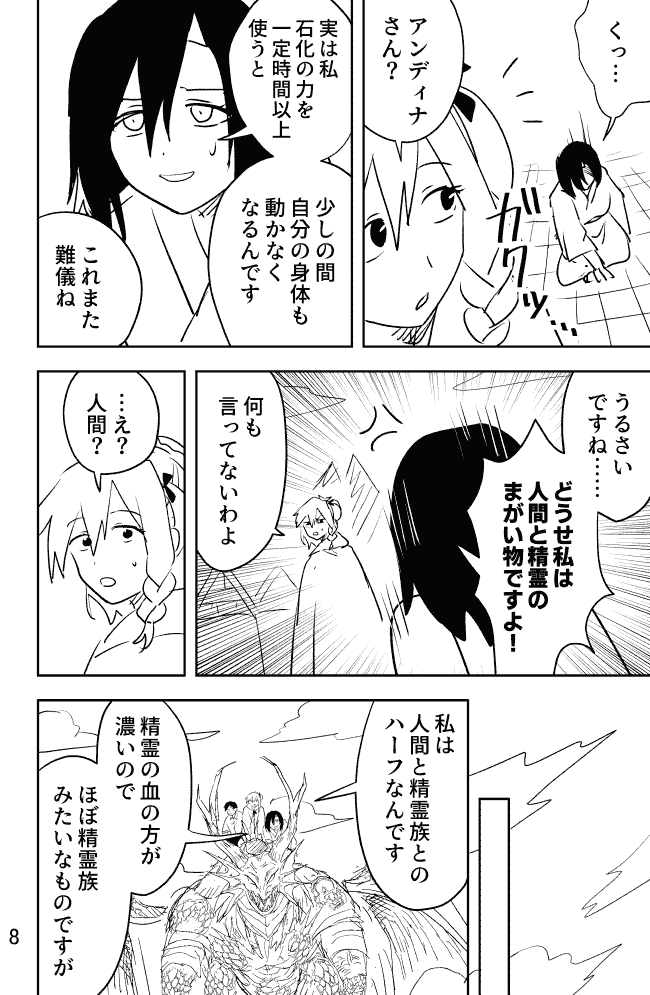 くっ…
アンディナ
さん?
ガクッ…
実は私
石化の力を
一定時間以上
使うと
少しの間
自分の身体も
動かなく
なるんです
これまた
難儀ね
うるさい
ですね……
どうせ私は
人間と精霊の
まがい物ですよ!
何も
言ってないわよ
…え?
人間?
私は
人間と精霊族との
ハーフなんです
精霊の血の方が
濃いので
ほぼ精霊族
みたいなものですが
8